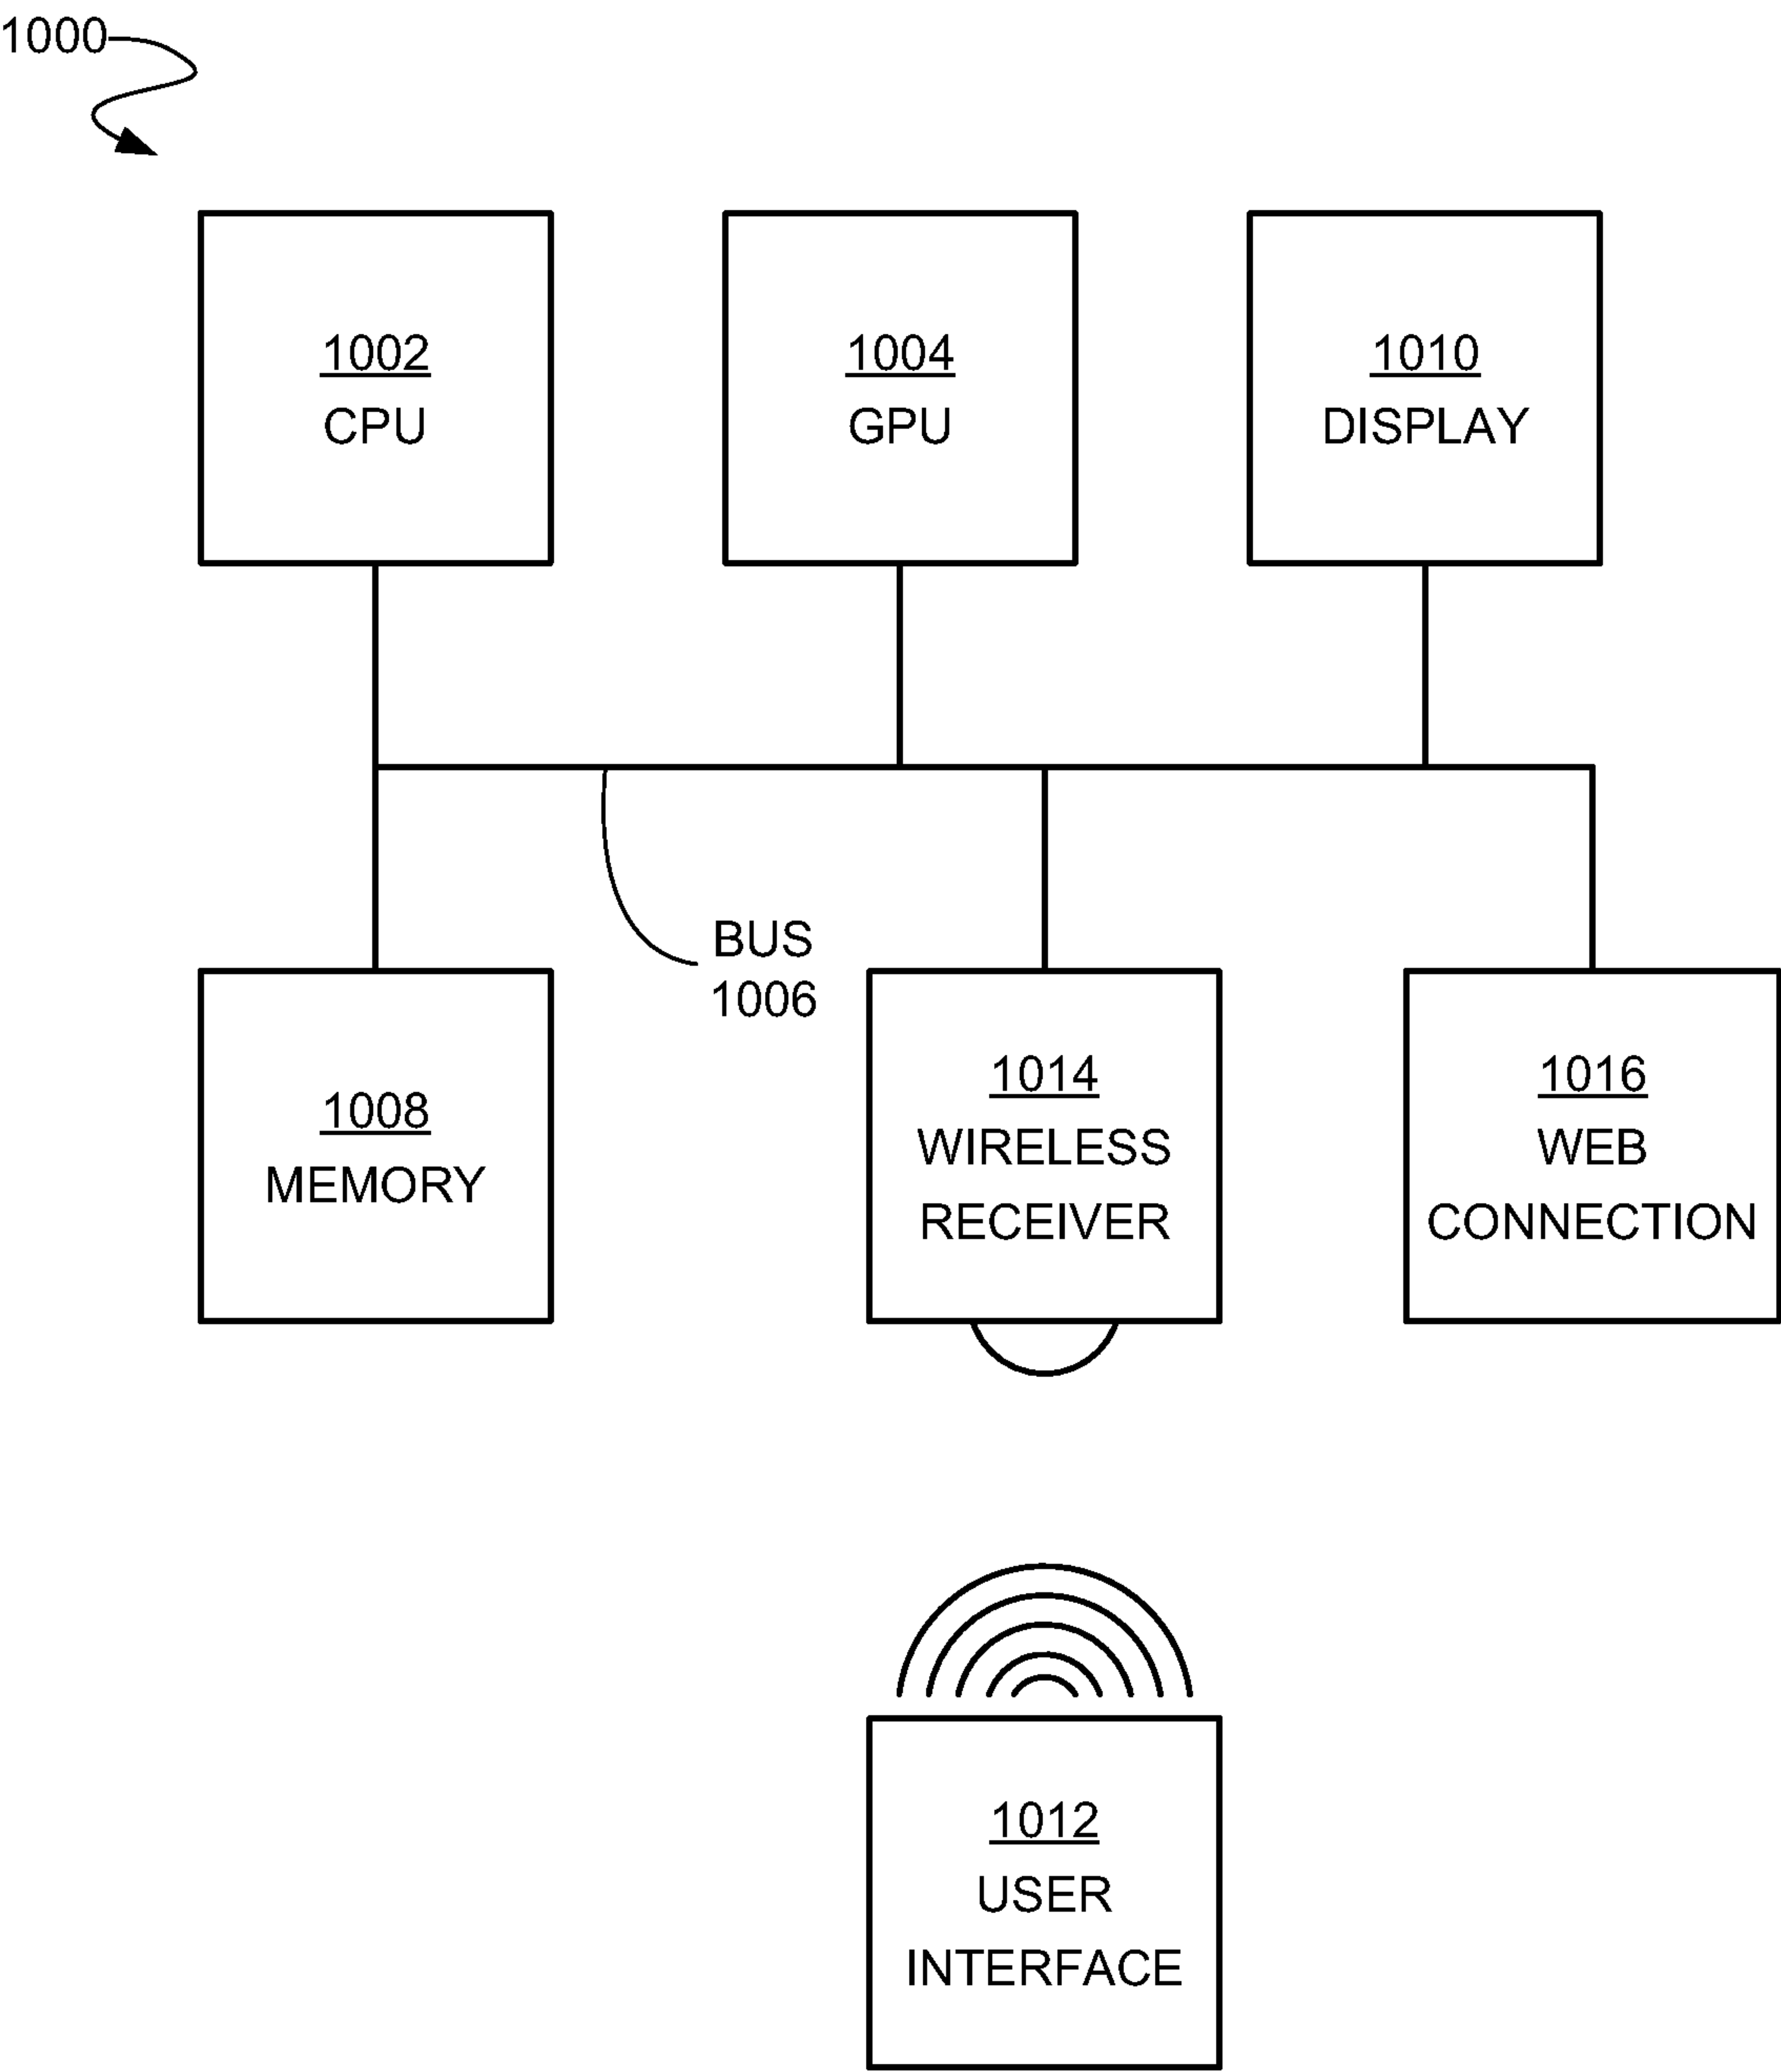 1000
1002
CPU
1004
GPU
1010
DISPLAY
BUS
1006
1008
MEMORY
1014
WIRELESS
RECEIVER
1016
WEB
CONNECTION
1012
USER
INTERFACE